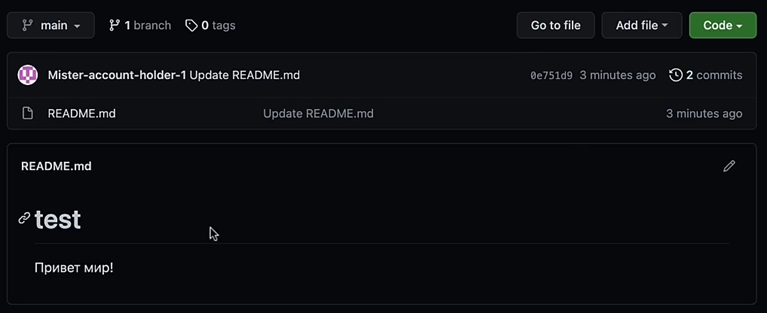 main 1 branch 0 tags Go to file Add file Code
Mister-account-holder-1 Update README.md 0e751d9 3 minutes ago 2 commits
README.md Update README.md 3 minutes ago
README.md
test
Привет мир!